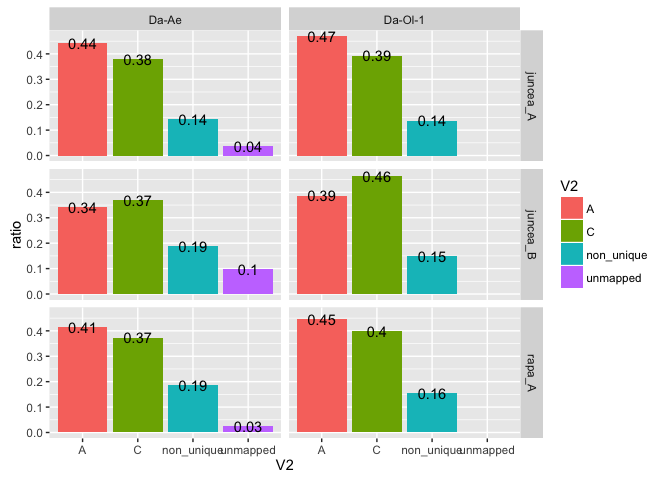 Da-Ae
Da-Ol-1
0.44
0.38
0.14
0.04
0.47
0.39
0.14
juncea_A
0.4
0.3
0.2
0.1
0.0
0.34
0.37
0.19
0.1
0.39
0.46
0.15
juncea_B
0.4
0.3
0.2
0.1
0.0
0.41
0.37
0.19
0.03
0.45
0.4
0.16
rapa_A
0.4
0.3
0.2
0.1
0.0
ratio
A
C
non_unique
unmapped
A
C
non_unique
unmapped
V2
V2
A
C
non_unique
unmapped